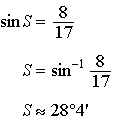 sin S = 8/17
S = sin⁻¹ 8/17
S ≈ 28°4'